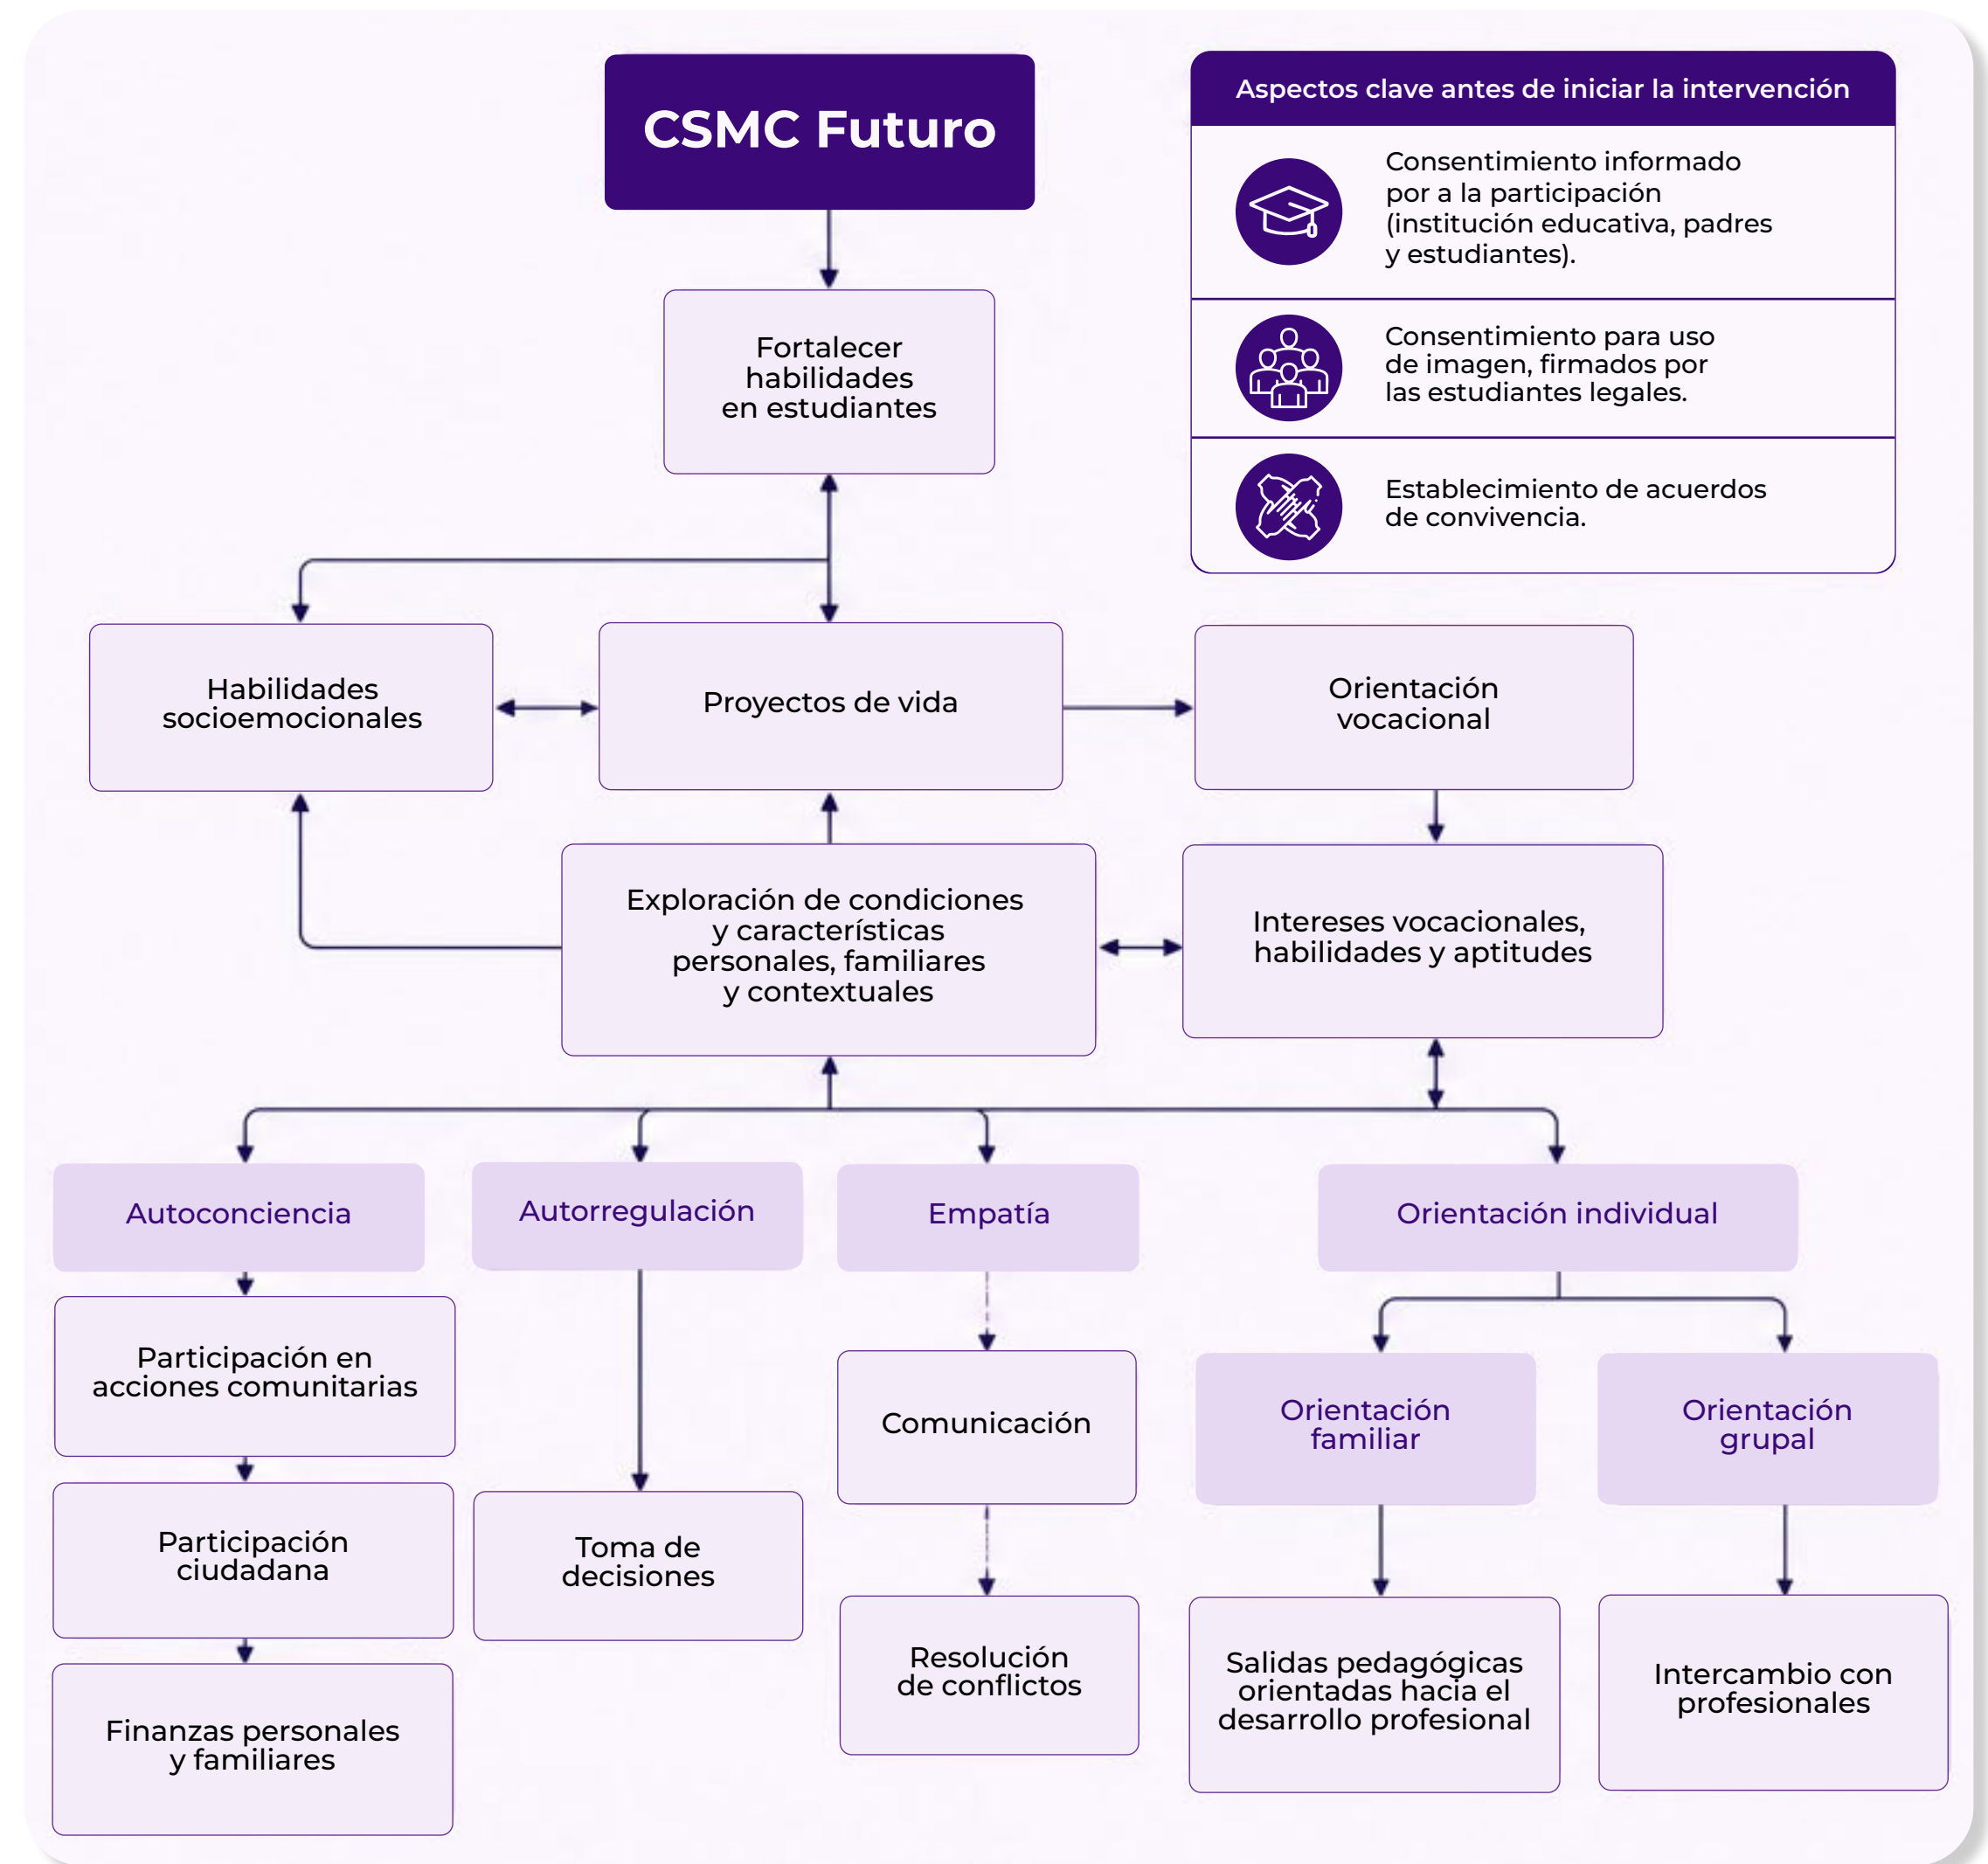 CSMC Futuro
Aspectos clave antes de iniciar la intervención
Consentimiento informado
por a la participación
(institución educativa, padres
y estudiantes).
Consentimiento para uso
de imagen, firmados por
las estudiantes legales.
Establecimiento de acuerdos
de convivencia.
Fortalecer
habilidades
en estudiantes
Habilidades
socioemocionales
Proyectos de vida
Orientación
vocacional
Exploración de condiciones
y características
personales, familiares
y contextuales
Intereses vocacionales,
habilidades y aptitudes
Autoconciencia
Autorregulación
Empatía
Orientación individual
Participación en
acciones comunitarias
Comunicación
Orientación
familiar
Orientación
grupal
Participación
ciudadana
Toma de
decisiones
Resolución
de conflictos
Salidas pedagógicas
orientadas hacia el
desarrollo profesional
Intercambio con
profesionales
Finanzas personales
y familiares